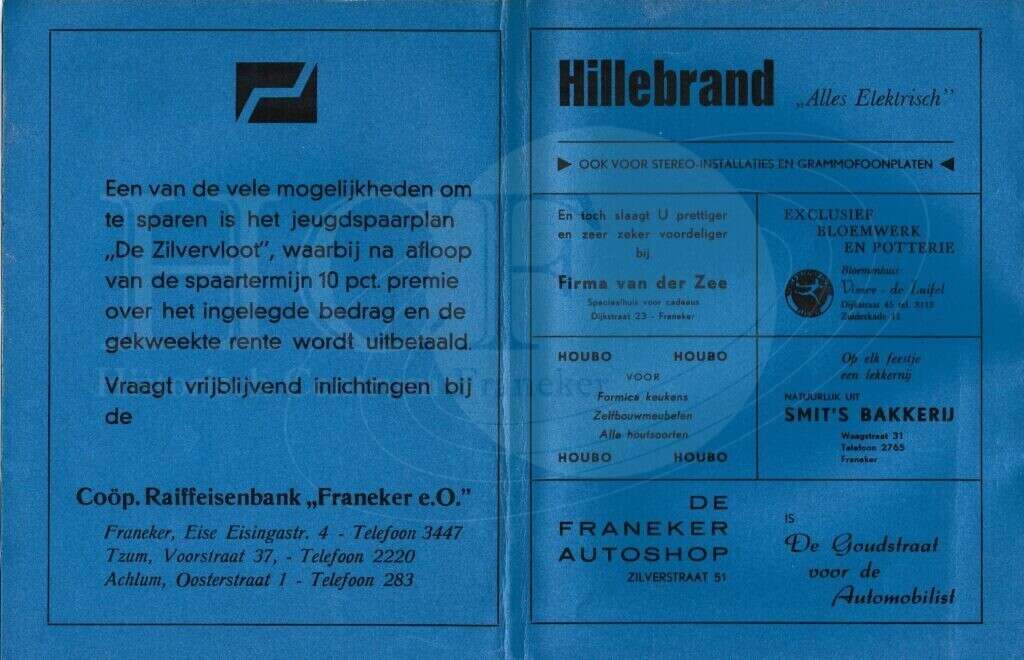 Een van de vele mogelijkheden om
te sparen is het jeugdspaarplan
„De Zilvervloot”, waarbij na afloop
van de spaartermijn 10 pct. premie
over het ingelegde bedrag en de
gekweekte rente wordt uitbetaald.
Vraagt vrijblijvend inlichtingen bij
de
Coöp. Raiffeisenbank „Franeker e.O.”
Franeker, Eise Eisingastr. 4 - Telefoon 3447
Tzum, Voorstraat 37, - Telefoon 2220
Achlum, Oosterstraat 1 - Telefoon 283
Hillebrand „Alles Elektrisch”
OOK VOOR STEREO-INSTALLATIES EN GRAMMOFOONPLATEN
En toch slaagt U prettiger
en zeer zeker voordeliger
bij
Firma van der Zee
Speciaalhuis voor cadeaus
Dijkstraat 23 - Franeker
EXCLUSIEF
BLOEMWERK
EN POTTERIE
Bloemenhuis
de
Dijkstraat 45 tel.
Zuiderkade
HOUBO HOUBO
VOOR
Formica keukens
Zelfbouwmeubelen
Alle houtsoorten
HOUBO HOUBO
Op elk feestje
een lekkernij
NATUURLIJK UIT
SMIT'S BAKKERIJ
Waagstraat 31
Telefoon 2765
Franeker
DE
FRANEKER
AUTOSHOP
ZILVERSTRAAT 51
IS
De Goudstraat
voor de
Automobilist
Franeker